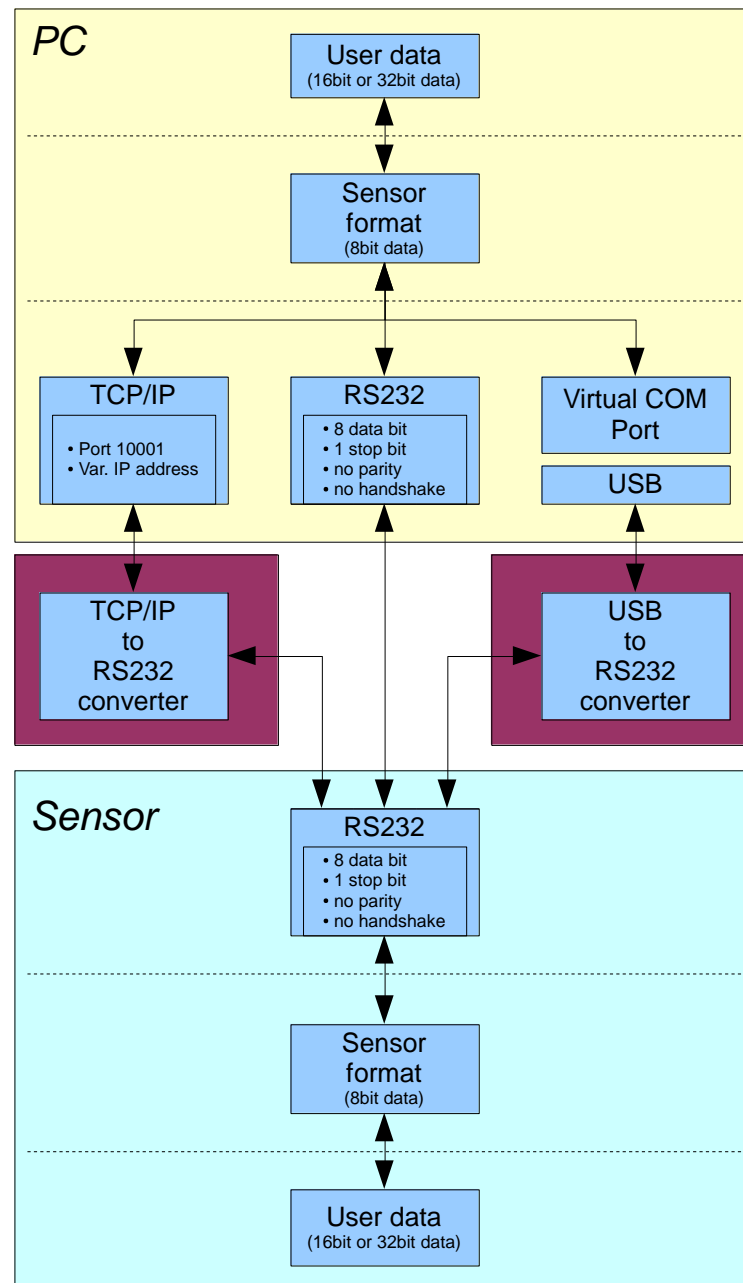 PC
User data
(16bit or 32bit data)
Sensor
format
(8bit data)
TCP/IP
• Port 10001
• Var. IP address
RS232
• 8 data bit
• 1 stop bit
• no parity
• no handshake
Virtual COM
Port
USB
TCP/IP
to
RS232
converter
USB
to
RS232
converter
Sensor
RS232
• 8 data bit
• 1 stop bit
• no parity
• no handshake
Sensor
format
(8bit data)
User data
(16bit or 32bit data)